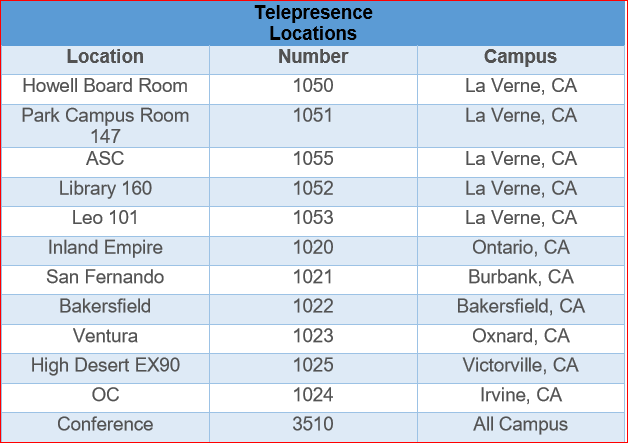 Telepresence
Locations
Location Number Campus
Howell Board Room 1050 La Verne, CA
Park Campus Room 1051 La Verne, CA
147
ASC 1055 La Verne, CA
Library 160 1052 La Verne, CA
Leo 101 1053 La Verne, CA
Inland Empire 1020 Ontario, CA
San Fernando 1021 Burbank, CA
Bakersfield 1022 Bakersfield, CA
Ventura 1023 Oxnard, CA
High Desert EX90 1025 Victorville, CA
OC 1024 Irvine, CA
Conference 3510 All Campus